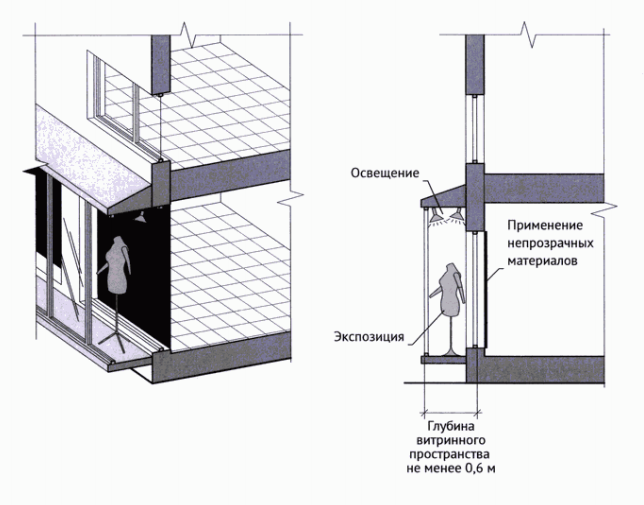 Освещение
Применение
непрозрачных
материалов
Экспозиция
Глубина
витринного
пространства
не менее 0,6 м